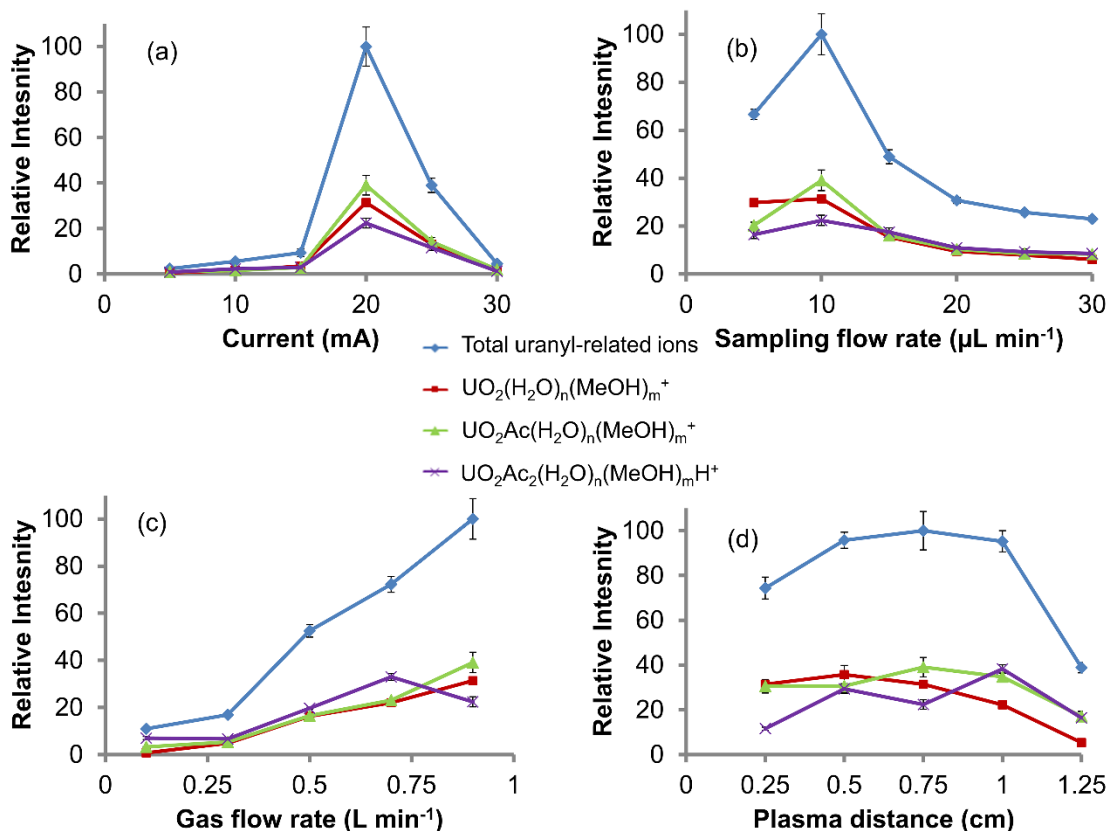 (a)
Relative Intesnity
100
80
60
40
20
0
0 10 20 30
Current (mA)
(b)
Relative Intesnity
100
80
60
40
20
0
0 10 20 30
Sampling flow rate (µL min⁻¹)
Total uranyl-related ions
UO₂(H₂O)ₙ(MeOH)ₘ⁺
UO₂Ac(H₂O)ₙ(MeOH)ₘ⁺
UO₂Ac₂(H₂O)ₙ(MeOH)ₘH⁺
(c)
Relative Intesnity
100
80
60
40
20
0
0 0.25 0.5 0.75 1
Gas flow rate (L min⁻¹)
(d)
Relative Intesnity
100
80
60
40
20
0
0.25 0.5 0.75 1 1.25
Plasma distance (cm)